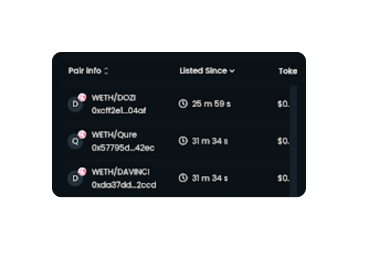 Pair info Listed Since Toke
D WETH/DOZI
0xcff2e1...04af 25 m 59 s $0.
Q WETH/Qure
0x57795d...42ec 31 m 34 s $0.
D WETH/DAVINCI
0xda37dd...2ccd 31 m 34 s $0.